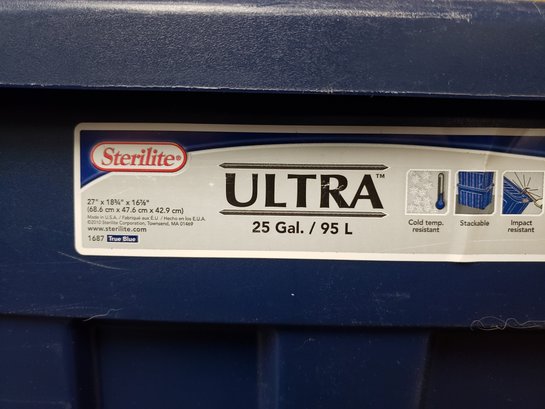 Sterilite®
27" x 18¾" x 16⅞"
(68.6 cm x 47.6 cm x 42.9 cm)
Made in U.S.A. / Fabriqué aux É.U. / Hecho en los E.U.A.
©2010 Sterilite Corporation, Townsend, MA 01469
www.sterilite.com
1687 True Blue
ULTRA™
25 Gal. / 95 L
Cold temp. resistant
Stackable
Impact resistant